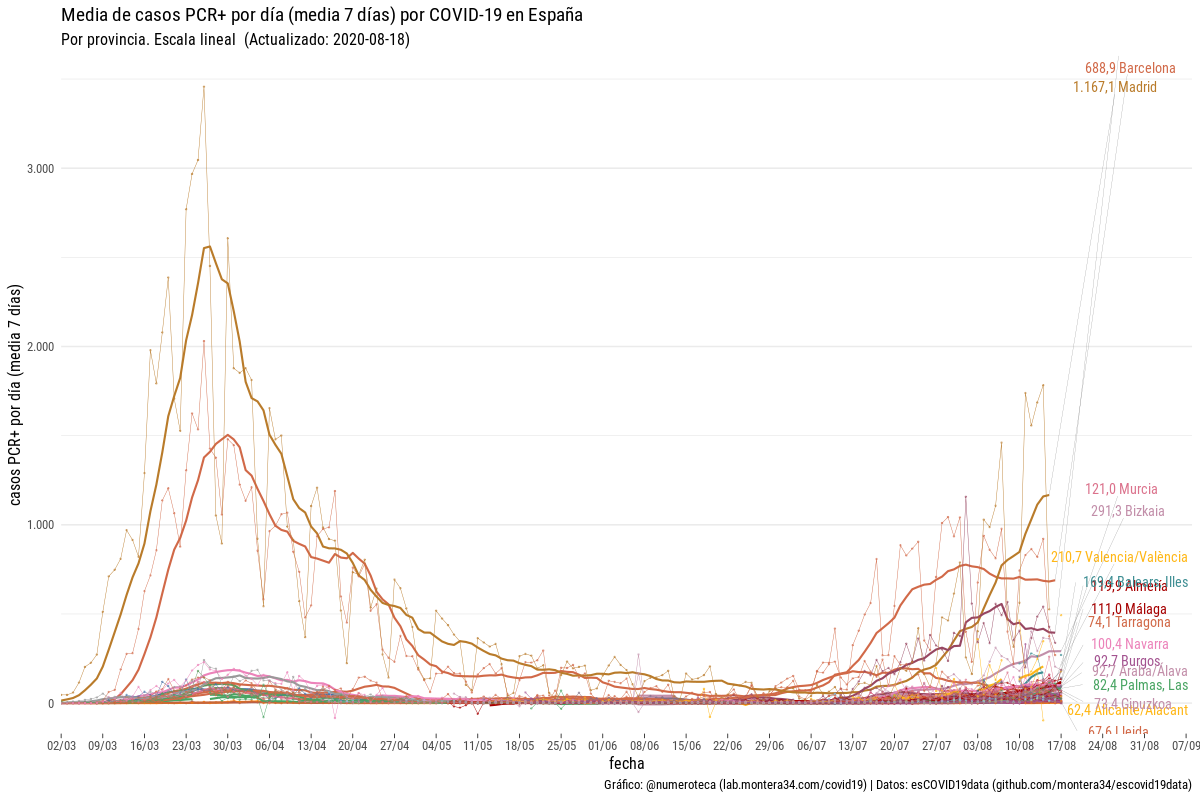 Media de casos PCR+ por día (media 7 días) por COVID-19 en España
Por provincia. Escala lineal (Actualizado: 2020-08-18)
688,9 Barcelona
1.167,1 Madrid
3.000
2.000
1.000
0
casos PCR+ por día (media 7 días)
121,0 Murcia
291,3 Bizkaia
210,7 Valencia/València
169,4 Balears, Illes
119,9 Almería
111,0 Málaga
74,1 Tarragona
100,4 Navarra
92,7 Burgos
92,7 Araba/Álava
82,4 Palmas, Las
73,4 Gipuzkoa
62,4 Alicante/Alacant
67,6 Lleida
02/03 09/03 16/03 23/03 30/03 06/04 13/04 20/04 27/04 04/05 11/05 18/05 25/05 01/06 08/06 15/06 22/06 29/06 06/07 13/07 20/07 27/07 03/08 10/08 17/08 24/08 31/08 07/09
fecha
Gráfico: @numeroteca (lab.montera34.com/covid19) | Datos: esCOVID19data (github.com/montera34/escovid19data)